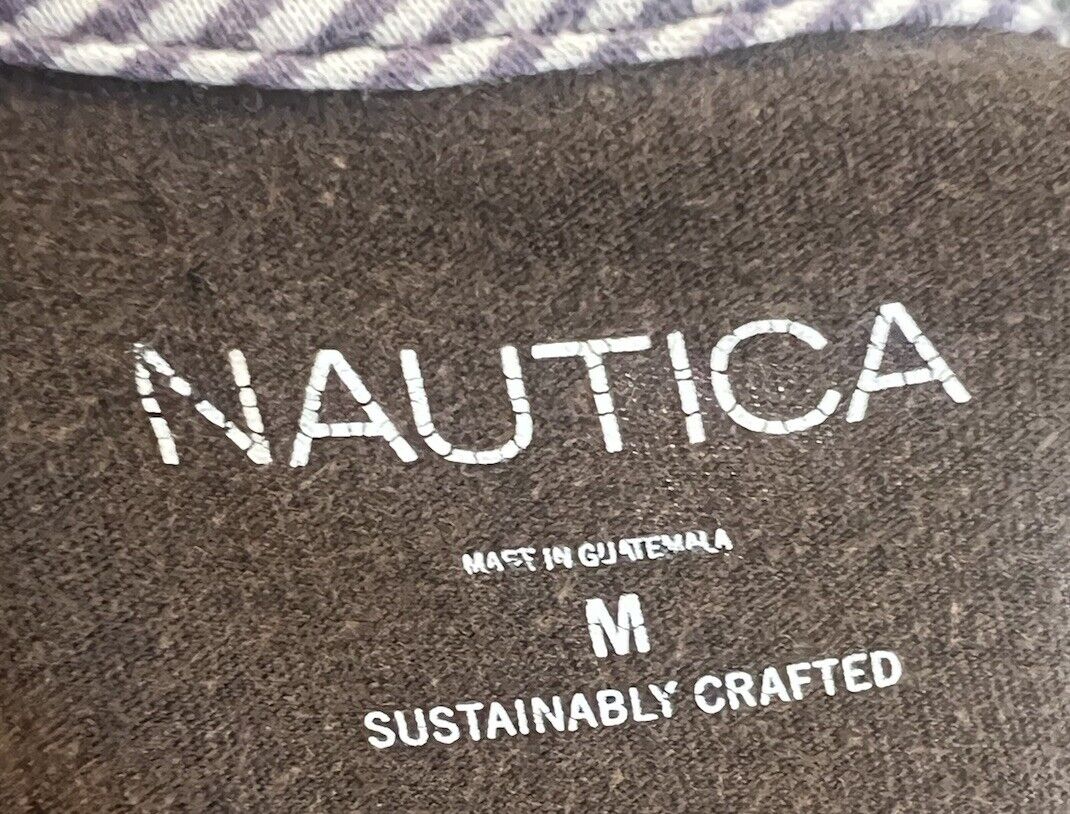 NAUTICA
MADE IN GUATEMALA
M
SUSTAINABLY CRAFTED